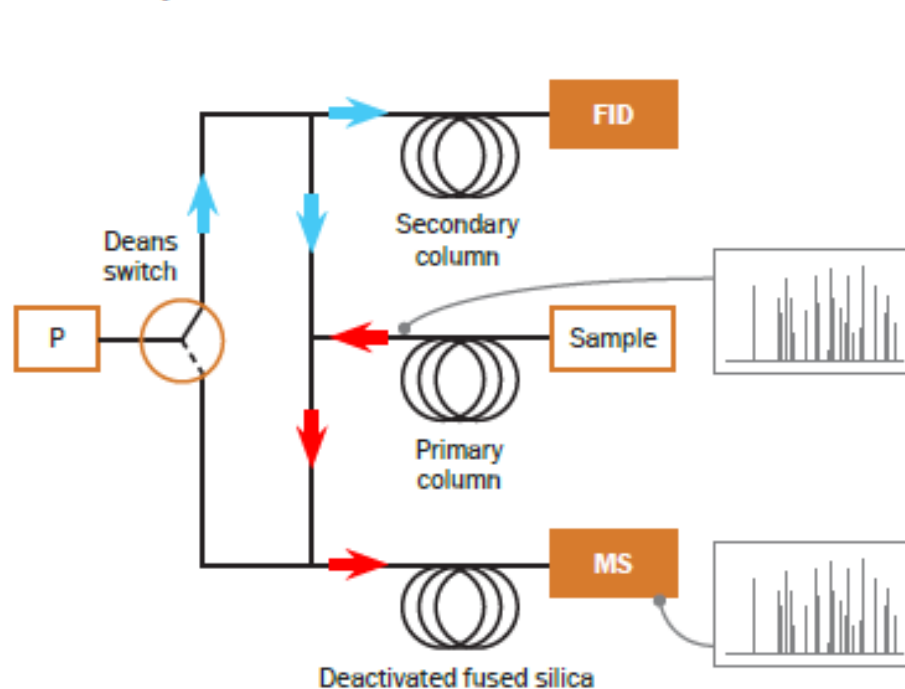 FID
Secondary
column
Deans
switch
P
Sample
Primary
column
MS
Deactivated fused silica